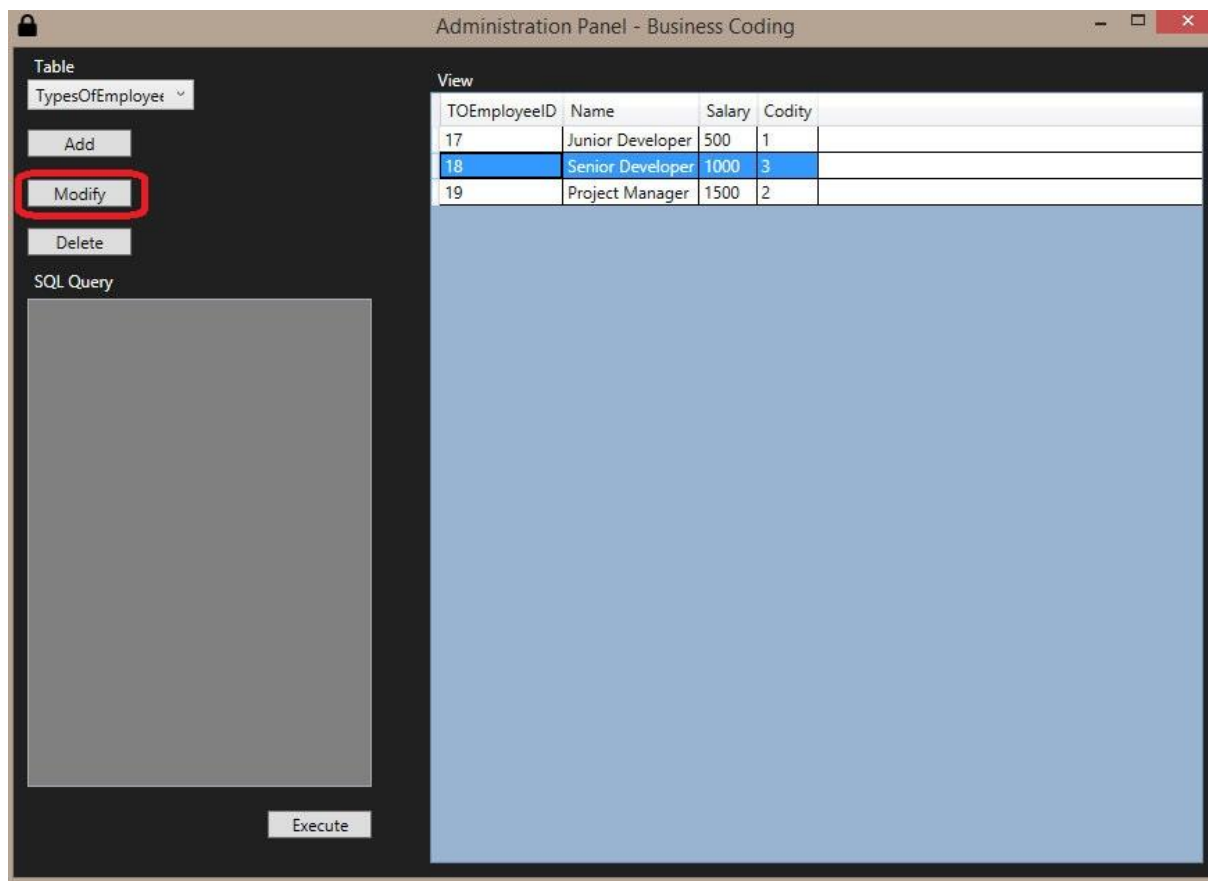 Administration Panel - Business Coding
Table
TypesOfEmployee
Add
Modify
Delete
SQL Query
Execute
View
TOEmployeeID Name Salary Codity
17 Junior Developer 500 1
18 Senior Developer 1000 3
19 Project Manager 1500 2